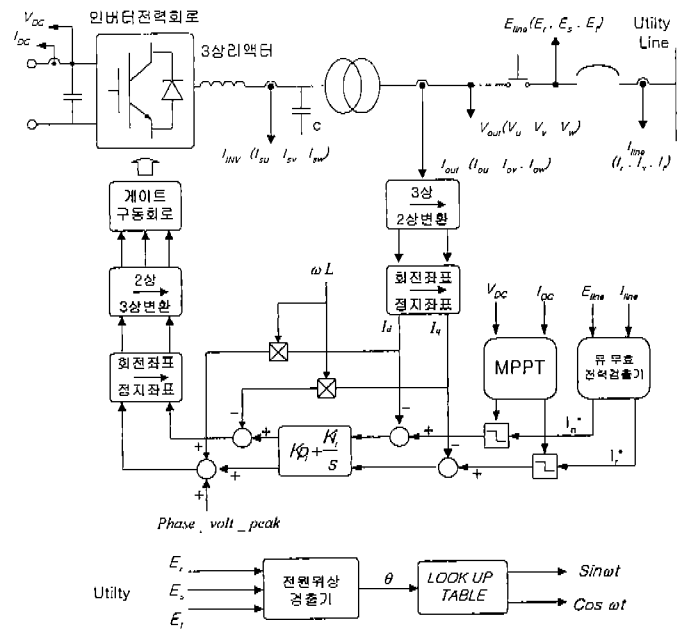 인버터전력회로
V_DC
I_DC
3상리액터
C
I_INV (I_su I_sv I_sw)
E_line(E_r . E_s . E_t)
Utility
Line
V_out(V_u V_v V_w)
I_line
(I_r . I_s . I_t)
I_out (I_ou I_ov . I_ow)
게이트
구동회로
3상
2상변환
2상
3상변환
회전좌표
정지좌표
회전좌표
정지좌표
ω L
I_d
I_q
V_DC
I_DC
E_line
I_line
MPPT
유 무효
전력검출기
I_r*
−
−
−
+
+
+
+
+
+
+
s
Phase_volt_peak
Utilty
E_r
E_s
E_t
전원위상
검출기
θ
LOOK UP
TABLE
Sinωt
Cos ωt